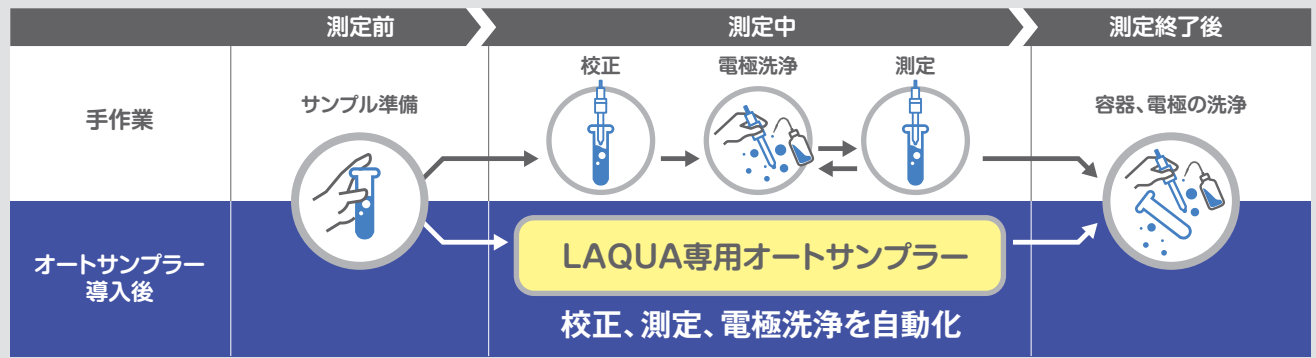 測定前
測定中
測定終了後
手作業
サンプル準備
校正
電極洗浄
測定
容器、電極の洗浄
オートサンプラー
導入後
LAQUA専用オートサンプラー
校正、測定、電極洗浄を自動化